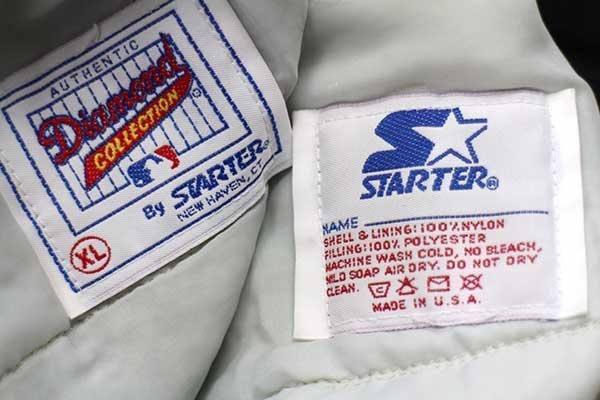 AUTHENTIC
Diamond
COLLECTION
By STARTER®
NEW HAVEN, CT
XL
STARTER®
NAME
SHELL & LINING: 100% NYLON
FILLING: 100% POLYESTER
MACHINE WASH COLD, NO BLEACH,
MILD SOAP AIR DRY. DO NOT DRY
CLEAN.
MADE IN U.S.A.